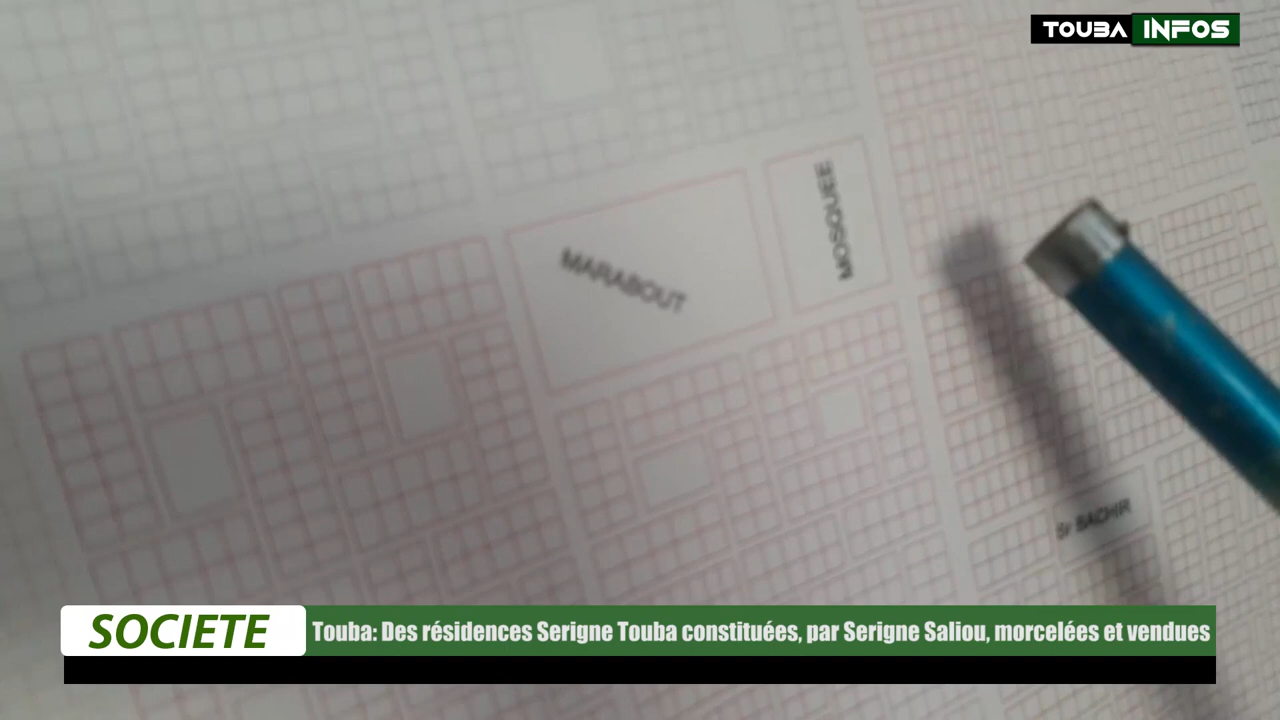 TOUBA INFOS
MOSQUEE
MARABOUT
Sr BACHIR
SOCIETE
Touba: Des résidences Serigne Touba constituées, par Serigne Saliou, morcelées et vendues